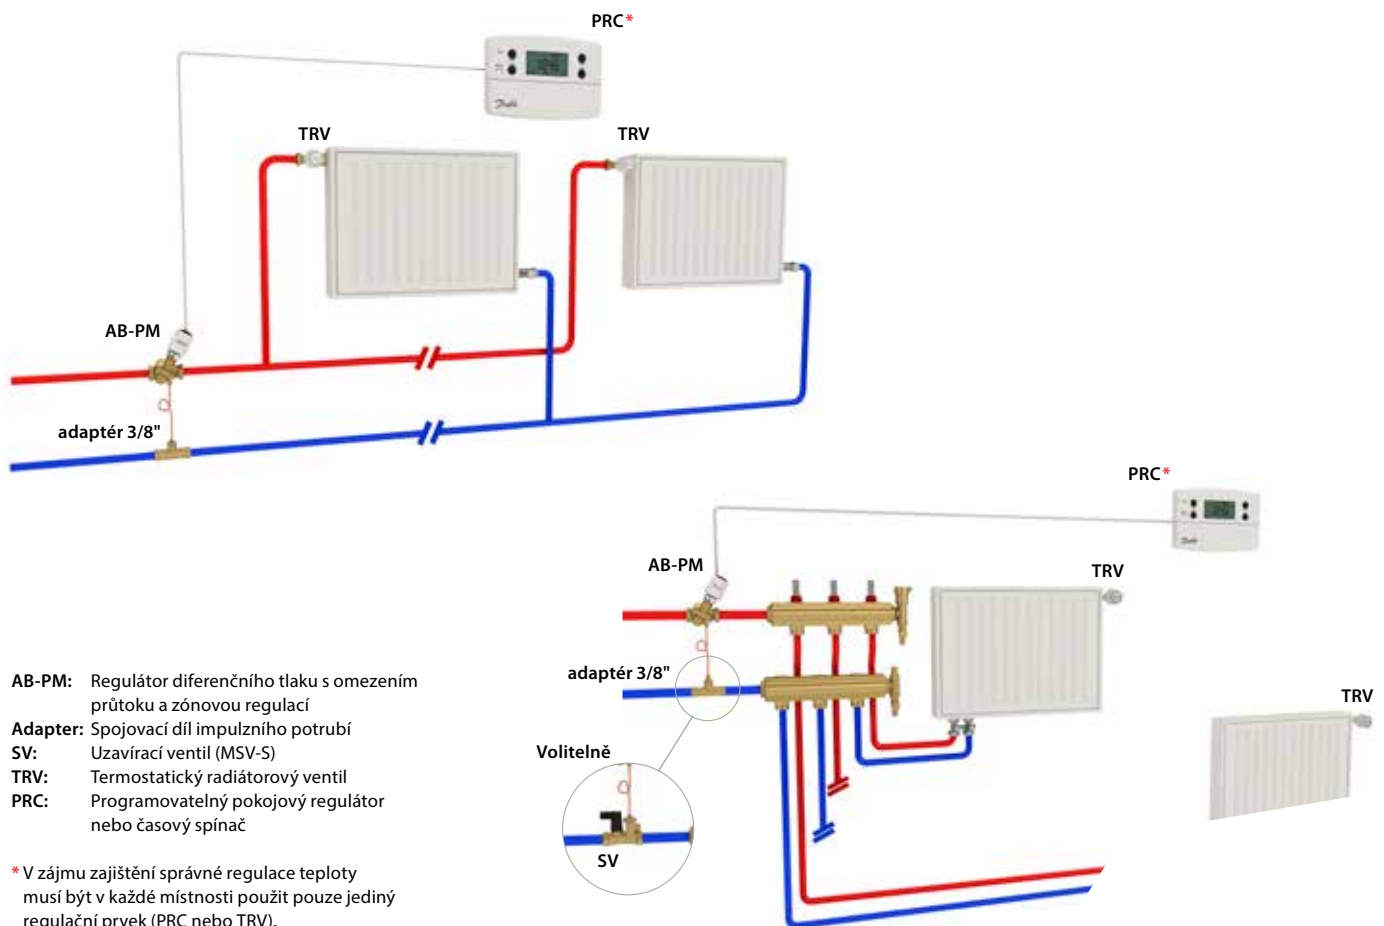 PRC*
TRV
TRV
AB-PM
adaptér 3/8"
PRC*
AB-PM
TRV
adaptér 3/8"
TRV
Volitelně
SV
AB-PM: Regulátor diferenčního tlaku s omezením
průtoku a zónovou regulací
Adapter: Spojovací díl impulzního potrubí
SV: Uzavírací ventil (MSV-S)
TRV: Termostatický radiátorový ventil
PRC: Programovatelný pokojový regulátor
nebo časový spínač
* V zájmu zajištění správné regulace teploty
musí být v každé místnosti použit pouze jediný
regulační prvek (PRC nebo TRV).